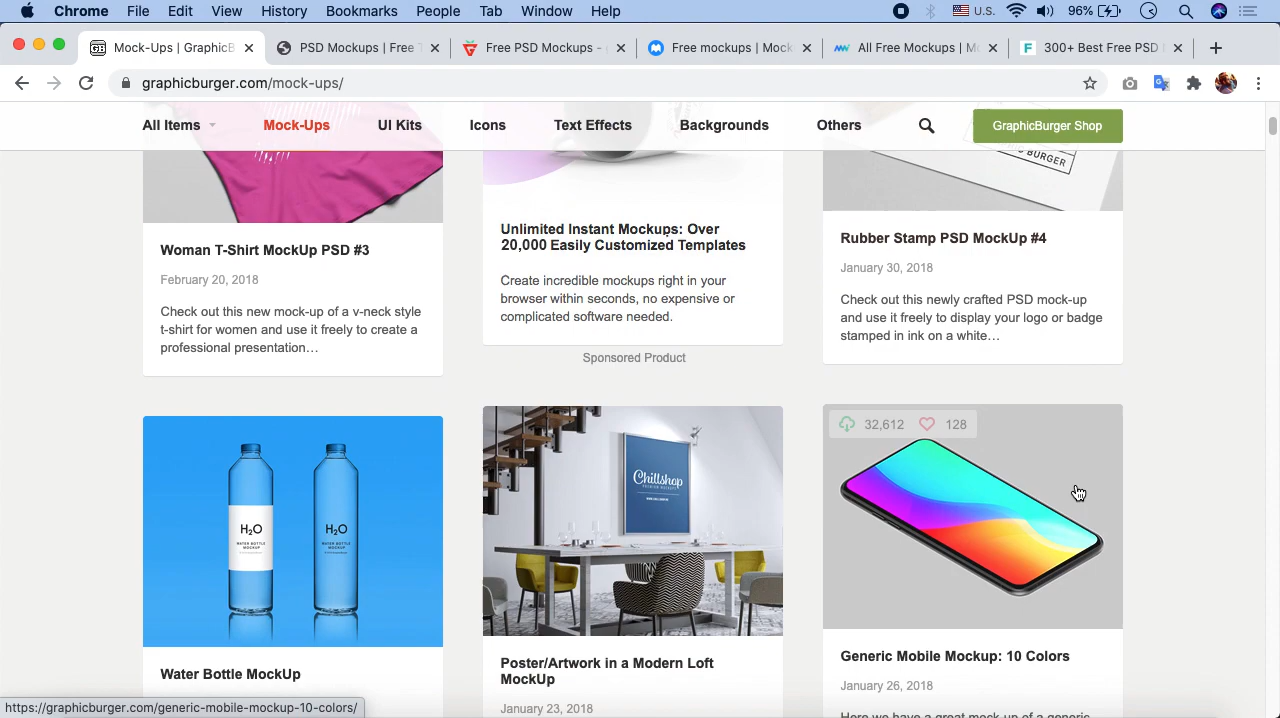 Chrome File Edit View History Bookmarks People Tab Window Help U.S. 96%
Mock-Ups | GraphicB PSD Mockups | Free T Free PSD Mockups - Free mockups | Mock All Free Mockups | Mu 300+ Best Free PSD
graphicburger.com/mock-ups/
All Items Mock-Ups UI Kits Icons Text Effects Backgrounds Others GraphicBurger Shop
BURGER
Woman T-Shirt MockUp PSD #3
February 20, 2018
Check out this new mock-up of a v-neck style
t-shirt for women and use it freely to create a
professional presentation…
Unlimited Instant Mockups: Over
20,000 Easily Customized Templates
Create incredible mockups right in your
browser within seconds, no expensive or
complicated software needed.
Sponsored Product
Rubber Stamp PSD MockUp #4
January 30, 2018
Check out this newly crafted PSD mock-up
and use it freely to display your logo or badge
stamped in ink on a white…
H2O
WATER BOTTLE
MOCKUP
H2O
WATER BOTTLE
MOCKUP
Water Bottle MockUp
Chillshop
Poster/Artwork in a Modern Loft
MockUp
January 23, 2018
32,612 128
Generic Mobile Mockup: 10 Colors
January 26, 2018
Here we have a great mock-up of a generic
https://graphicburger.com/generic-mobile-mockup-10-colors/